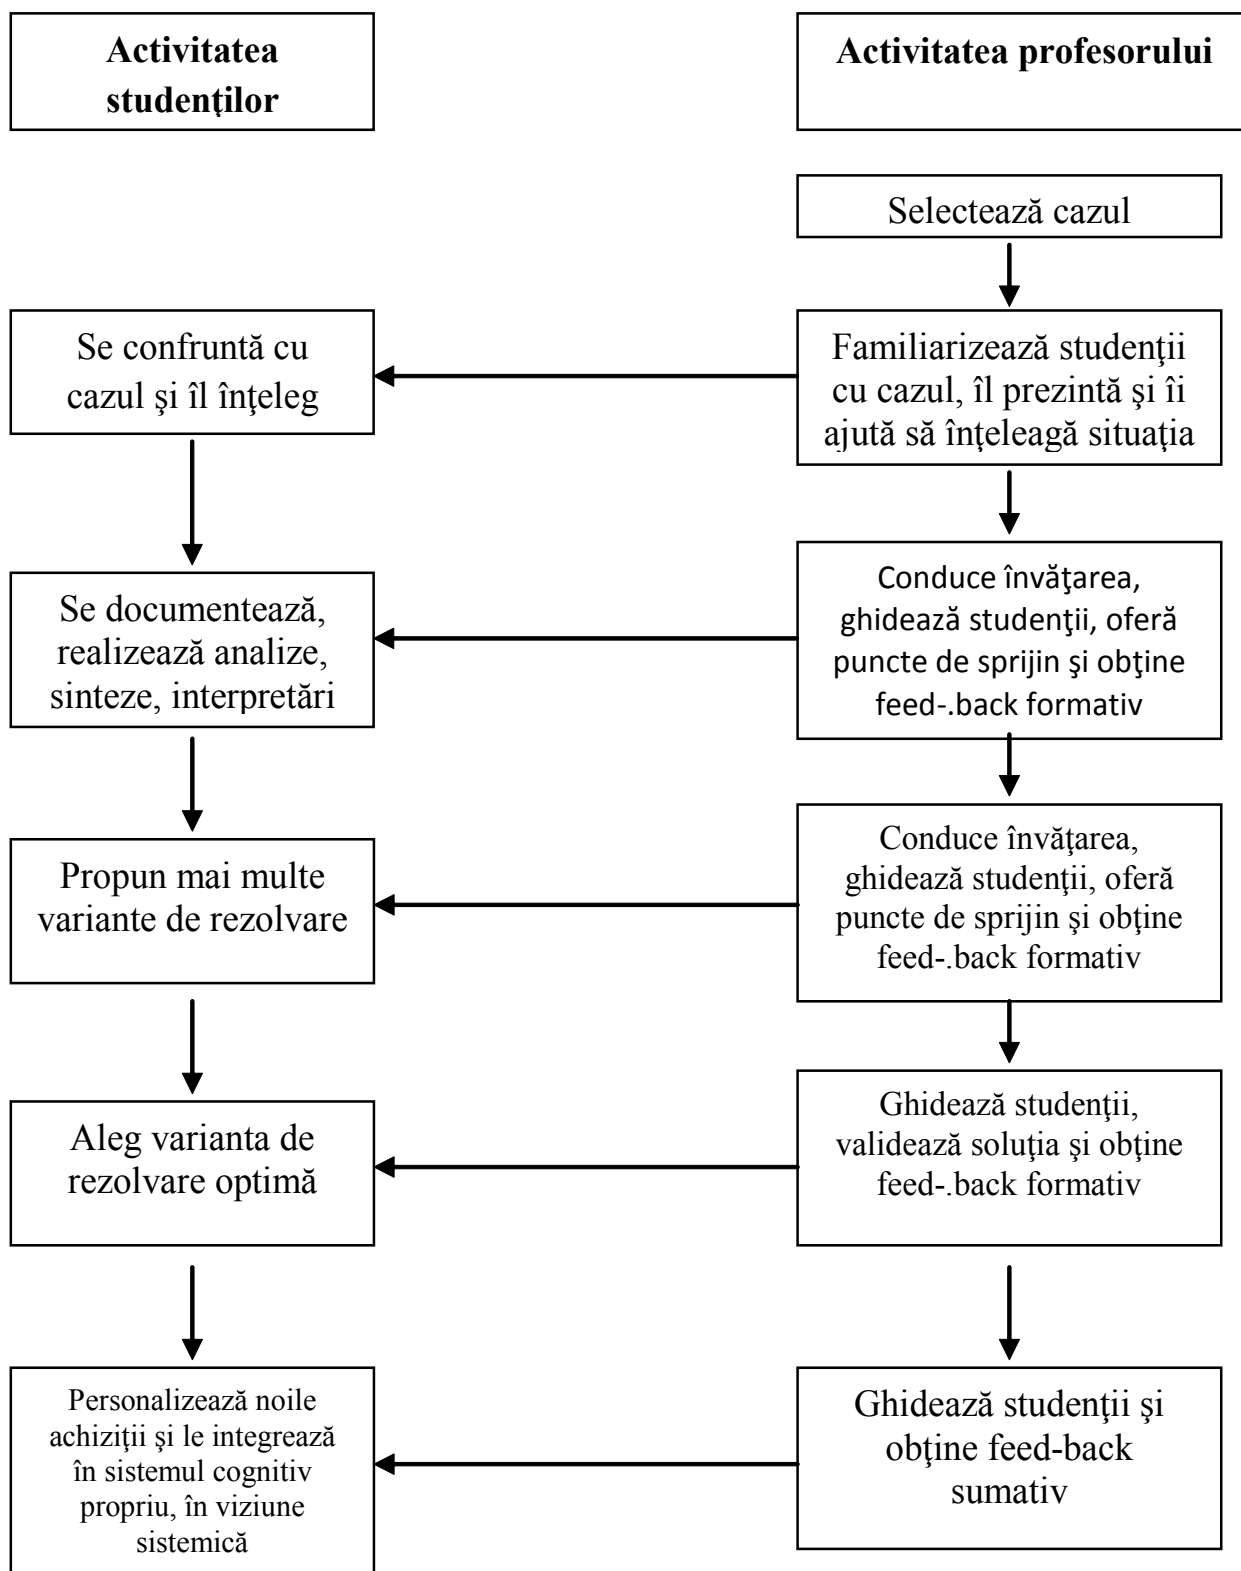 Activitatea
studenţilor
Activitatea profesorului
Selectează cazul
Se confruntă cu
cazul şi îl înţeleg
Familiarizează studenţii
cu cazul, îl prezintă şi îi
ajută să înţeleagă situaţia
Se documentează,
realizează analize,
sinteze, interpretări
Conduce învăţarea,
ghidează studenţii, oferă
puncte de sprijin şi obţine
feed-.back formativ
Propun mai multe
variante de rezolvare
Conduce învăţarea,
ghidează studenţii, oferă
puncte de sprijin şi obţine
feed-.back formativ
Aleg varianta de
rezolvare optimă
Ghidează studenţii,
validează soluţia şi obţine
feed-.back formativ
Personalizează noile
achiziţii şi le integrează
în sistemul cognitiv
propriu, în viziune
sistemică
Ghidează studenţii şi
obţine feed-back
sumativ